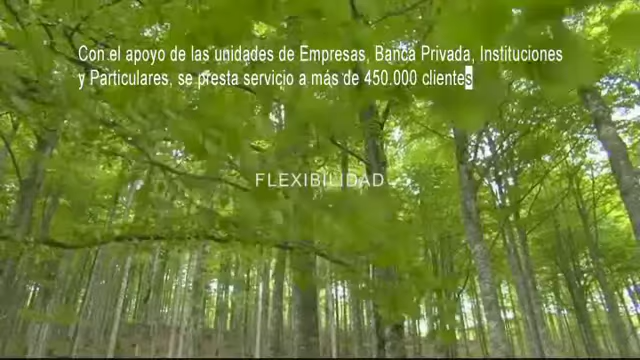 Con el apoyo de las unidades de Empresas, Banca Privada, Instituciones
y Particulares, se presta servicio a más de 450.000 clientes
FLEXIBILIDAD